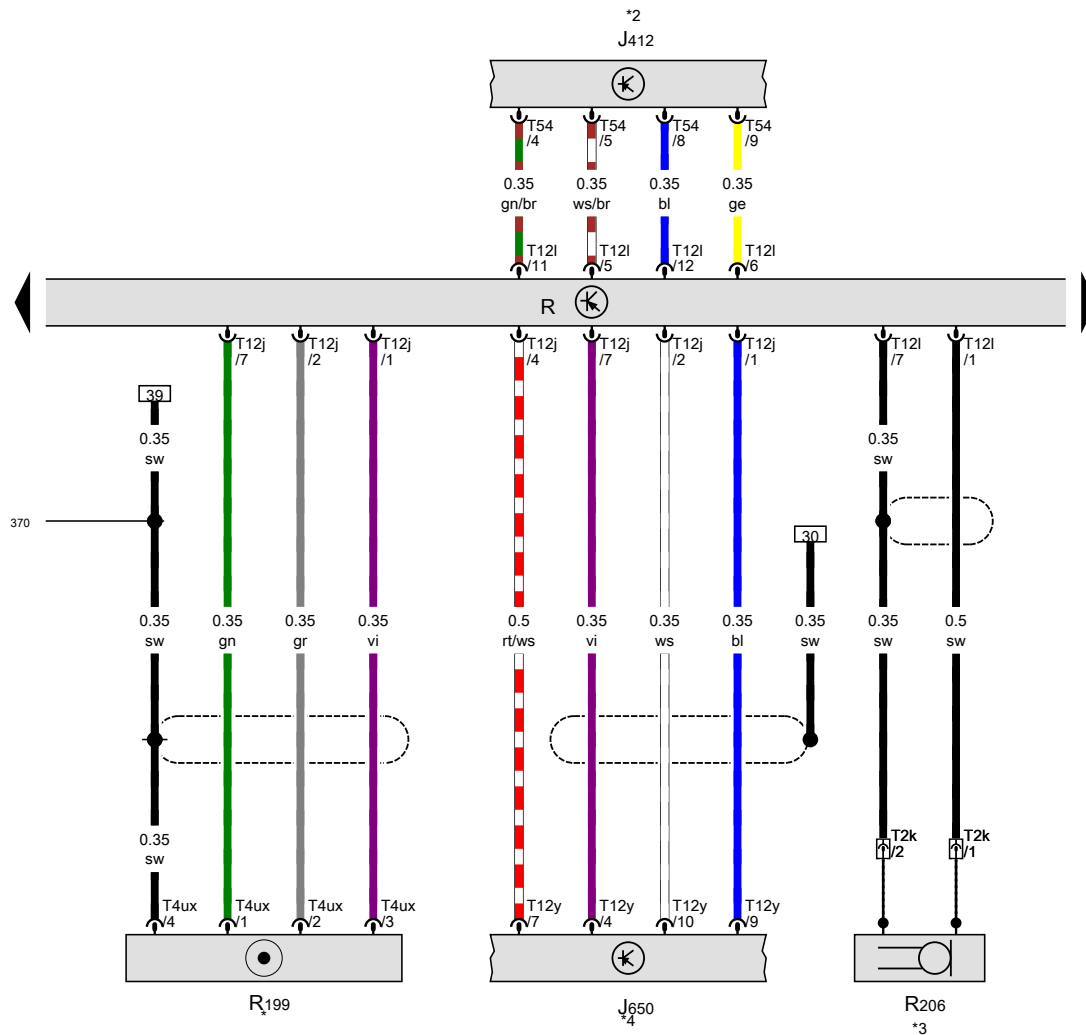 *2
J412
T54 T54 T54 T54
/4 /5 /8 /9
0.35 0.35 0.35 0.35
gn/br ws/br bl ge
T12l T12l T12l T12l
/11 /5 /12 /6
R
T12j T12j T12j T12j T12j T12j T12j T12l T12l
/7 /2 /1 /4 /7 /2 /1 /7 /1
39
0.35 0.35
sw sw
370
30
0.35 0.35 0.35 0.35 0.5 0.35 0.35 0.35 0.35 0.35 0.5
sw gn gr vi rt/ws vi ws bl sw sw sw
0.35
sw
T2k T2k
/2 /1
T4ux T4ux T4ux T4ux T12y T12y T12y T12y
/4 /1 /2 /3 /7 /4 /10 /9
R199 J650 R206
* *4 *3